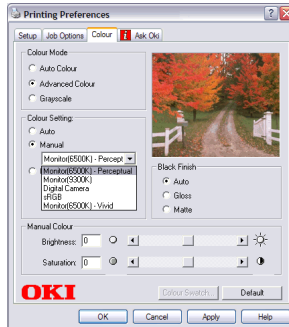 Printing Preferences
Setup Job Options Colour Ask Oki
Colour Mode
Auto Colour
Advanced Colour
Grayscale
Colour Setting:
Auto
Manual
Monitor(6500K) - Percept
Monitor(6500K) - Perceptual
Monitor(9300K)
Digital Camera
sRGB
Monitor(6500K) - Vivid
Black Finish
Auto
Gloss
Matte
Manual Colour
Brightness: 0
Saturation: 0
OKI
Colour Swatch...
Default
OK Cancel Apply Help